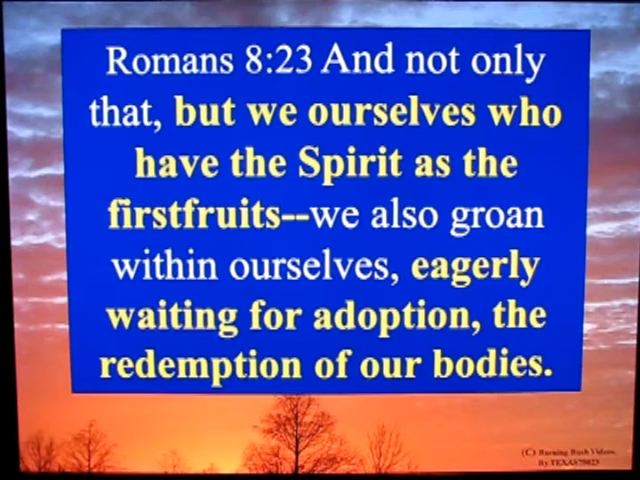 Romans 8:23 And not only
that, but we ourselves who
have the Spirit as the
firstfruits--we also groan
within ourselves, eagerly
waiting for adoption, the
redemption of our bodies.
(C) Burning Bush Videos.